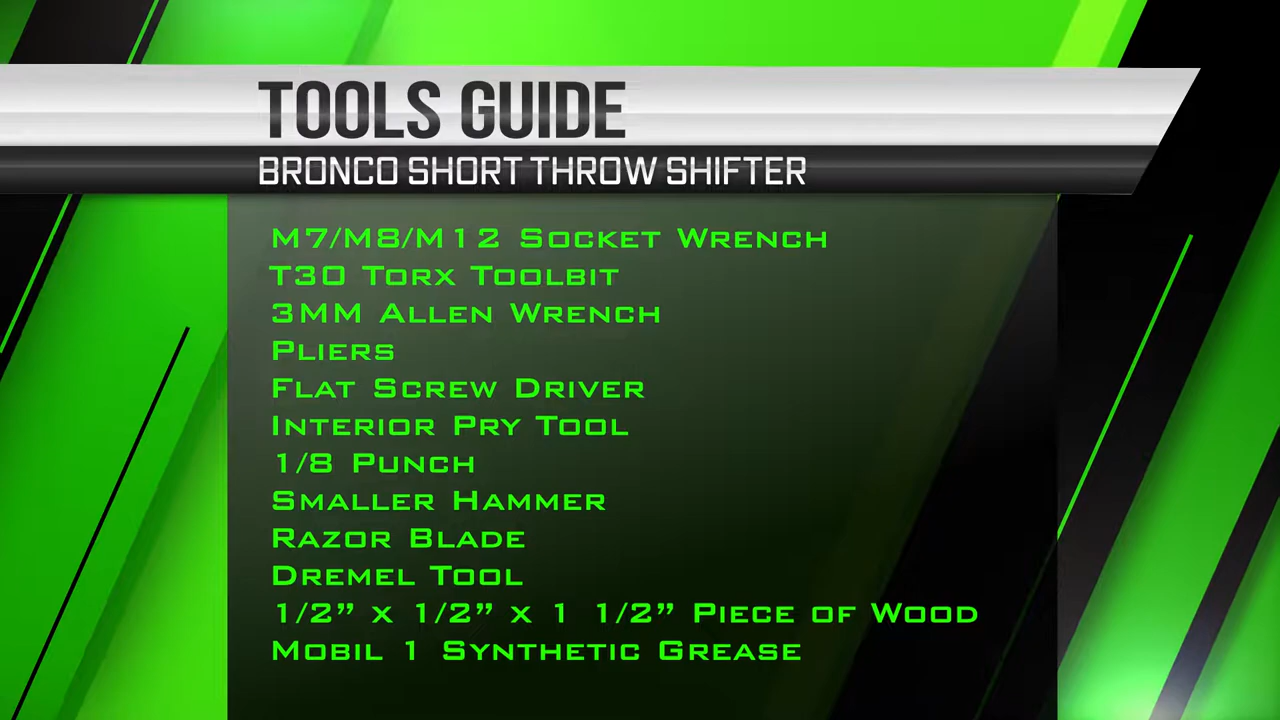 TOOLS GUIDE
BRONCO SHORT THROW SHIFTER
M7/M8/M12 SOCKET WRENCH
T30 TORX TOOLBIT
3MM ALLEN WRENCH
PLIERS
FLAT SCREW DRIVER
INTERIOR PRY TOOL
1/8 PUNCH
SMALLER HAMMER
RAZOR BLADE
DREMEL TOOL
1/2” X 1/2” X 1 1/2” PIECE OF WOOD
MOBIL 1 SYNTHETIC GREASE